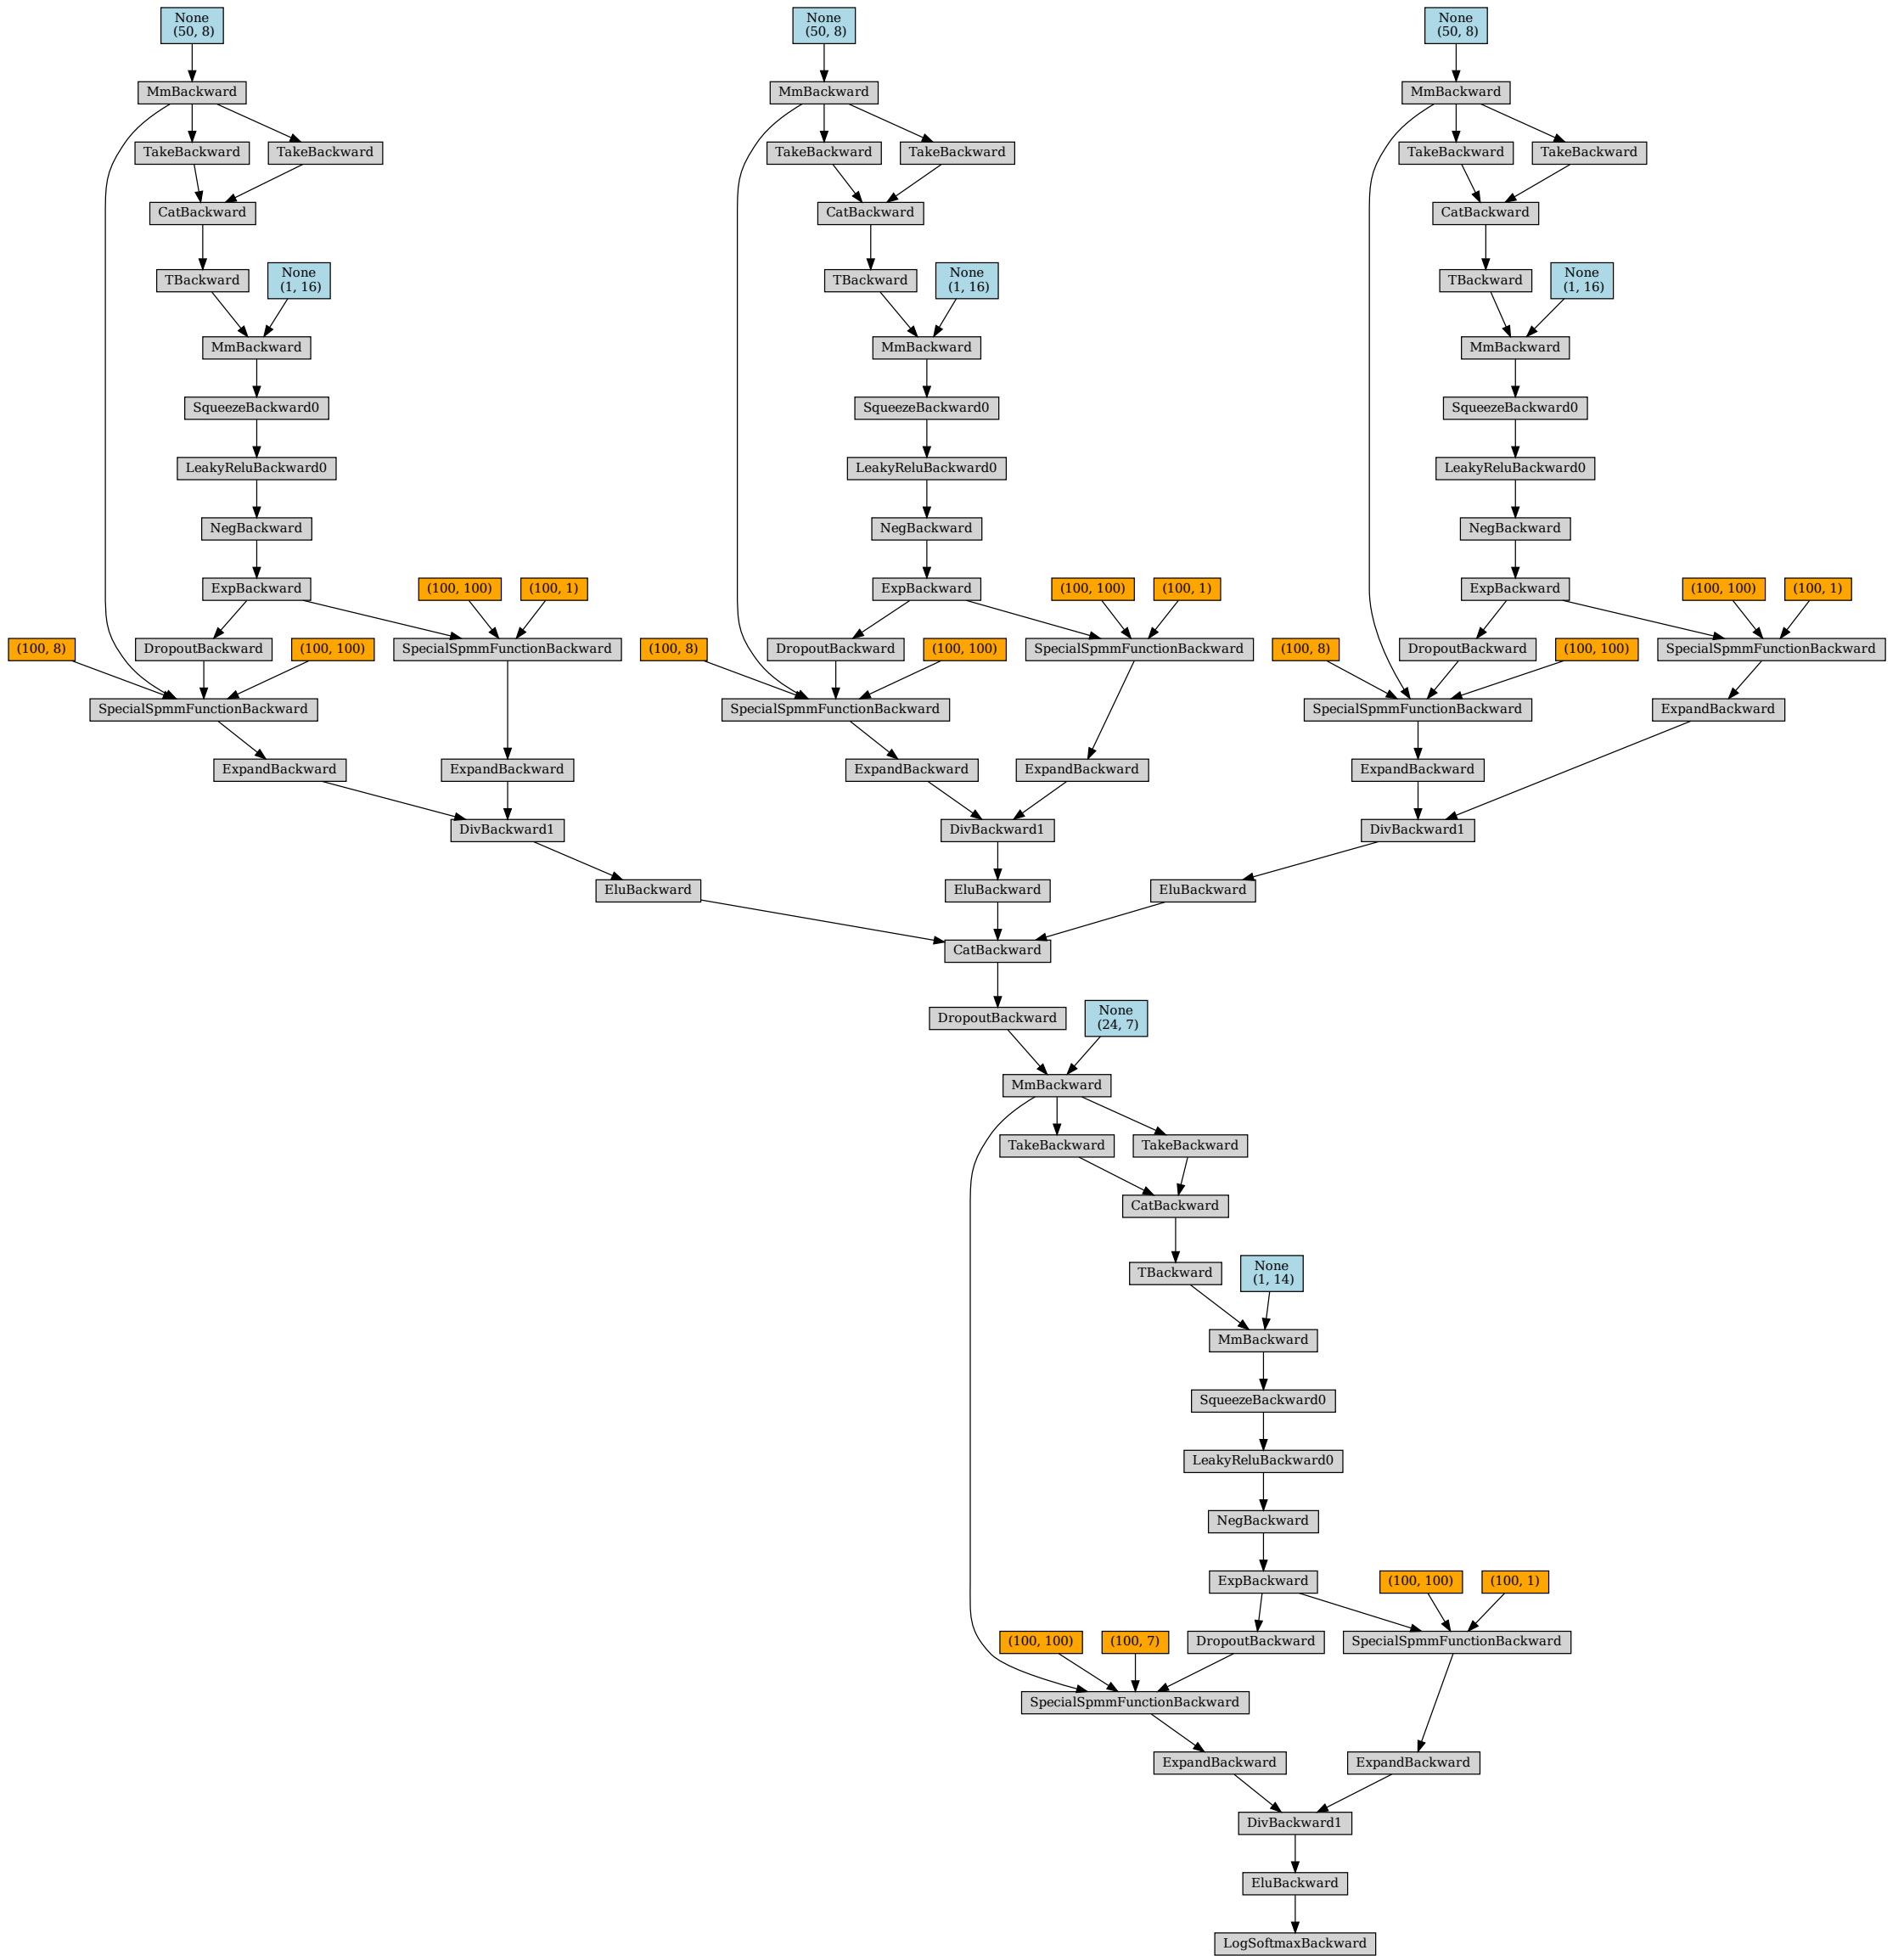 None
(50, 8)
None
(50, 8)
None
(50, 8)
MmBackward
MmBackward
MmBackward
TakeBackward
TakeBackward
TakeBackward
TakeBackward
TakeBackward
TakeBackward
CatBackward
CatBackward
CatBackward
TBackward
None
(1, 16)
TBackward
None
(1, 16)
TBackward
None
(1, 16)
MmBackward
MmBackward
MmBackward
SqueezeBackward0
SqueezeBackward0
SqueezeBackward0
LeakyReluBackward0
LeakyReluBackward0
LeakyReluBackward0
NegBackward
NegBackward
NegBackward
ExpBackward
(100, 100)
(100, 1)
ExpBackward
(100, 100)
(100, 1)
ExpBackward
(100, 100)
(100, 1)
(100, 8)
DropoutBackward
(100, 100)
SpecialSpmmFunctionBackward
(100, 8)
DropoutBackward
(100, 100)
SpecialSpmmFunctionBackward
(100, 8)
DropoutBackward
(100, 100)
SpecialSpmmFunctionBackward
SpecialSpmmFunctionBackward
SpecialSpmmFunctionBackward
SpecialSpmmFunctionBackward
ExpandBackward
ExpandBackward
ExpandBackward
ExpandBackward
ExpandBackward
ExpandBackward
DivBackward1
DivBackward1
DivBackward1
EluBackward
EluBackward
EluBackward
CatBackward
DropoutBackward
None
(24, 7)
MmBackward
TakeBackward
TakeBackward
CatBackward
TBackward
None
(1, 14)
MmBackward
SqueezeBackward0
LeakyReluBackward0
NegBackward
ExpBackward
(100, 100)
(100, 1)
(100, 100)
(100, 7)
DropoutBackward
SpecialSpmmFunctionBackward
SpecialSpmmFunctionBackward
ExpandBackward
ExpandBackward
DivBackward1
EluBackward
LogSoftmaxBackward